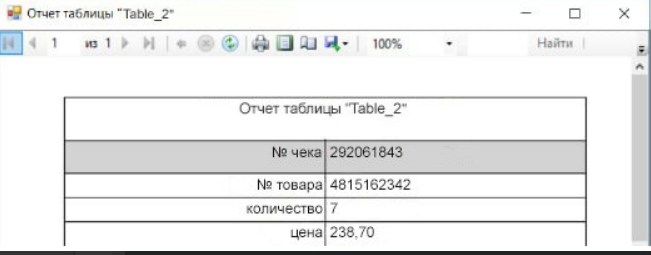 Отчет таблицы "Table_2"
1 из 1 100% Найти
Отчет таблицы "Table_2"
№ чека 292061843
№ товара 4815162342
количество 7
цена 238,70